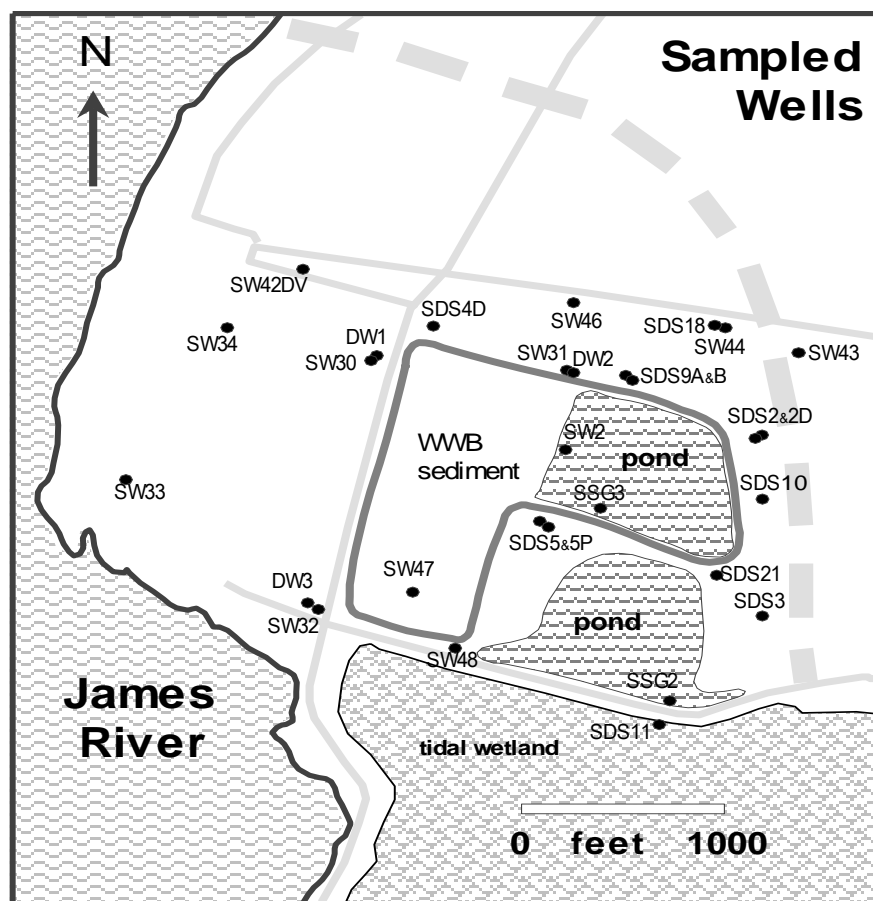 N
Sampled
Wells
SW42DV
SDS4D
SW46
SDS18
SW44
SW34
DW1
SW30
SW31
DW2
SW43
SDS9A&B
SDS2&2D
WWB
sediment
SW2
pond
SW33
SSG3
SDS10
SDS5&5P
DW3
SW47
SDS21
SW32
pond
SDS3
SW48
James
River
SSG2
SDS11
tidal wetland
0 feet 1000